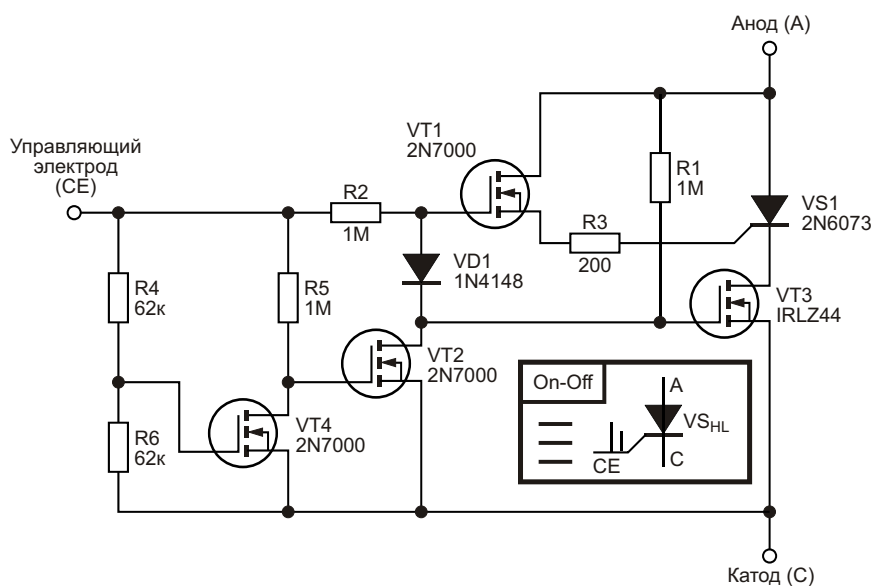 Анод (A)
Управляющий
электрод
(CE)
VT1
2N7000
R1
1M
R2
1M
VS1
2N6073
R3
200
R4
62к
R5
1M
VD1
1N4148
VT3
IRLZ44
VT2
2N7000
On-Off
A
VS_HL
CE
C
R6
62к
VT4
2N7000
Катод (C)